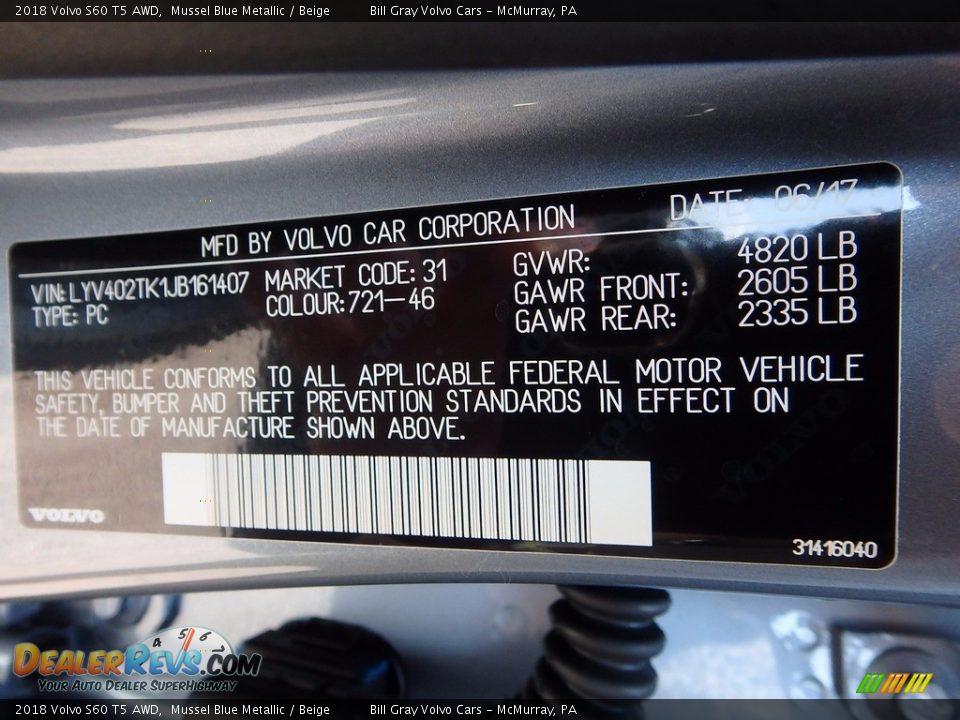 2018 Volvo S60 T5 AWD, Mussel Blue Metallic / Beige Bill Gray Volvo Cars - McMurray, PA
DATE: 06/17
MFD BY VOLVO CAR CORPORATION
VIN:LYV402TK1JB161407 MARKET CODE: 31 GVWR: 4820 LB
TYPE: PC COLOUR:721-46 GAWR FRONT: 2605 LB
GAWR REAR: 2335 LB
THIS VEHICLE CONFORMS TO ALL APPLICABLE FEDERAL MOTOR VEHICLE
SAFETY, BUMPER AND THEFT PREVENTION STANDARDS IN EFFECT ON
THE DATE OF MANUFACTURE SHOWN ABOVE.
VOLVO
31416040
4 5 6
DEALERREVS.COM
YOUR AUTO DEALER SUPERHIGHWAY
2018 Volvo S60 T5 AWD, Mussel Blue Metallic / Beige Bill Gray Volvo Cars - McMurray, PA